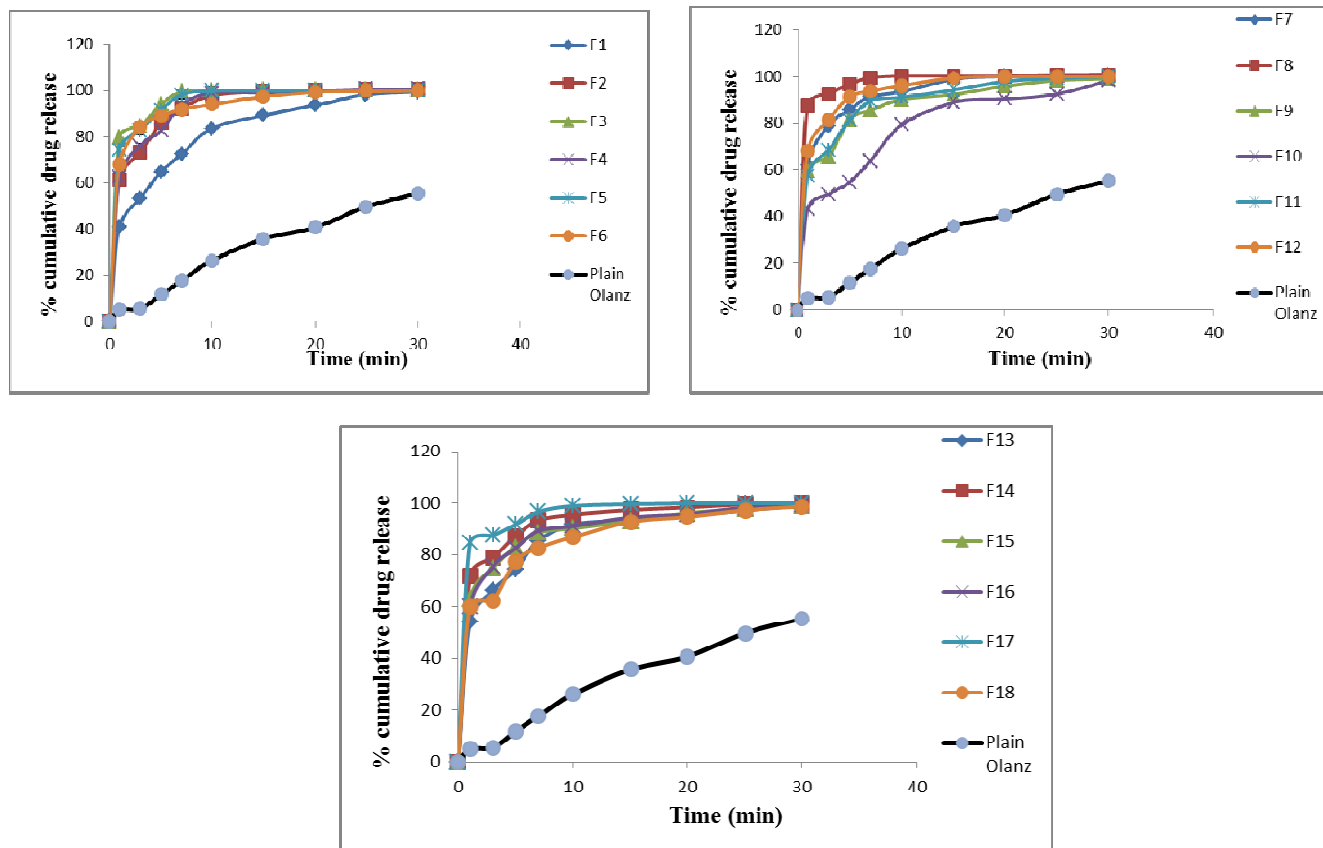 120
100
80
60
40
20
0
0 10 20 30 40
% cumulative drug release
Time (min)
F1
F2
F3
F4
F5
F6
Plain
Olanz
120
100
80
60
40
20
0
0 10 20 30 40
% cumulative drug release
Time (min)
F7
F8
F9
F10
F11
F12
Plain
Olanz
120
100
80
60
40
20
0
0 10 20 30 40
% cumulative drug release
Time (min)
F13
F14
F15
F16
F17
F18
Plain
Olanz